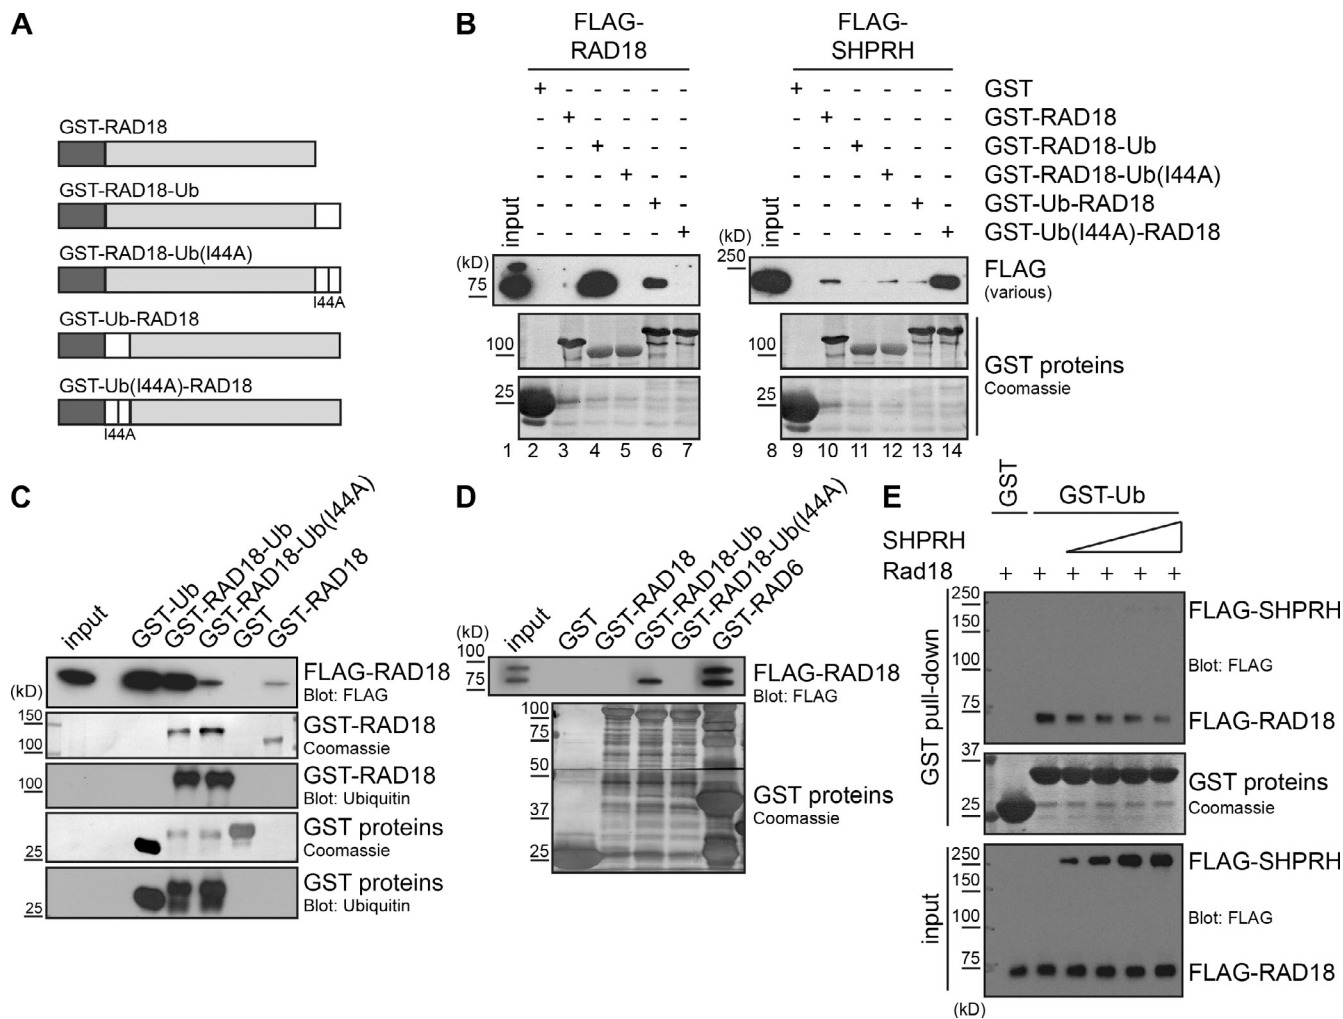 A
GST-RAD18
GST-RAD18-Ub
GST-RAD18-Ub(I44A)
I44A
GST-Ub-RAD18
GST-Ub(I44A)-RAD18
I44A
B
FLAG-
RAD18
FLAG-
SHPRH
+ - - - - - + - - - - - GST
- + - - - - - + - - - - GST-RAD18
- - + - - - - - + - - - GST-RAD18-Ub
- - - + - - - - - + - - GST-RAD18-Ub(I44A)
- - - - + - - - - - + - GST-Ub-RAD18
- - - - - + - - - - - + GST-Ub(I44A)-RAD18
input
input
(kD)
75
(kD)
250
FLAG
(various)
100
100
GST proteins
Coomassie
25
25
1 2 3 4 5 6 7 8 9 10 11 12 13 14
C
input
GST-Ub
GST-RAD18-Ub
GST-RAD18-Ub(I44A)
GST
GST-RAD18
(kD)
FLAG-RAD18
Blot: FLAG
150
100
GST-RAD18
Coomassie
100
GST-RAD18
Blot: Ubiquitin
25
GST proteins
Coomassie
25
GST proteins
Blot: Ubiquitin
D
input
GST
GST-RAD18
GST-RAD18-Ub
GST-RAD18-Ub(I44A)
GST-RAD6
(kD)
100
75
FLAG-RAD18
Blot: FLAG
100
75
50
37
25
GST proteins
Coomassie
E
GST
GST-Ub
SHPRH
Rad18 + + + + + +
GST pull-down
250
150
100
75
FLAG-SHPRH
Blot: FLAG
FLAG-RAD18
37
25
GST proteins
Coomassie
input
250
150
100
75
(kD)
FLAG-SHPRH
Blot: FLAG
FLAG-RAD18